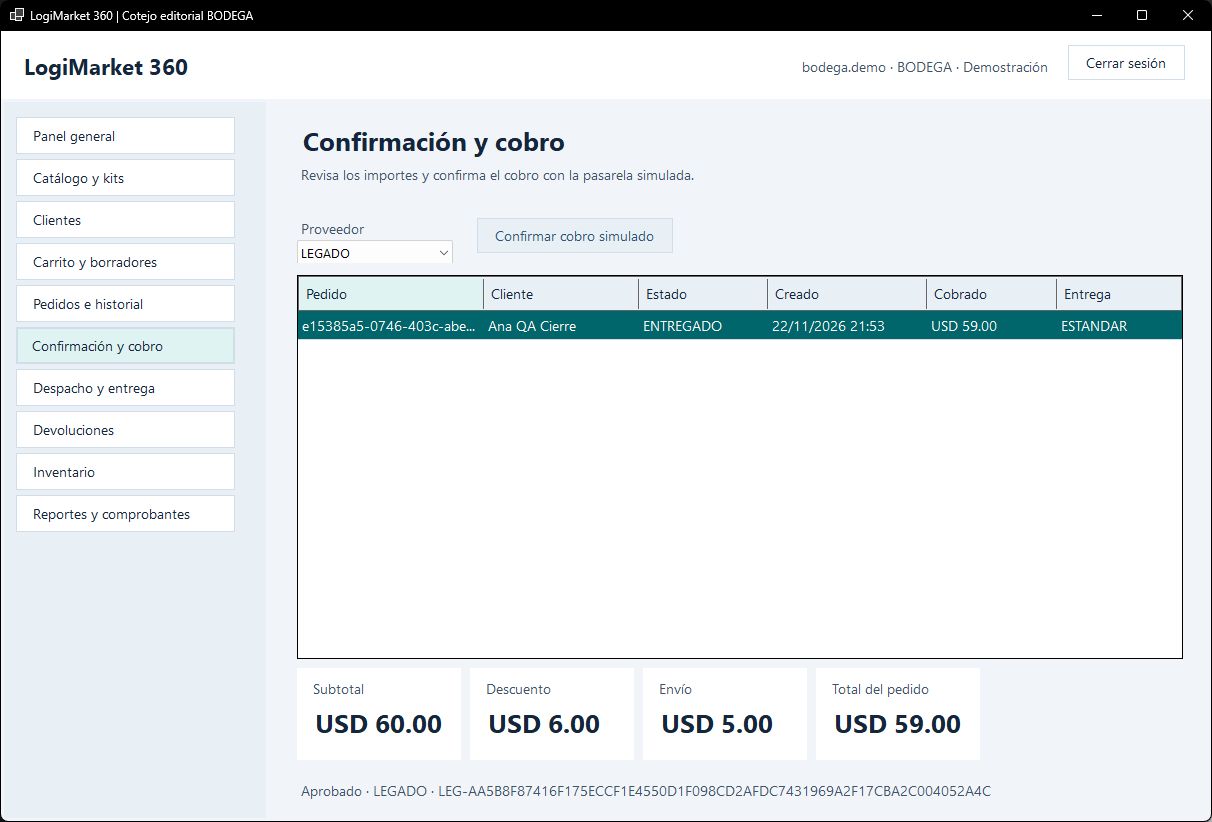 LogiMarket 360 | Cotejo editorial BODEGA
LogiMarket 360
bodega.demo · BODEGA · Demostración
Cerrar sesión
Panel general
Catálogo y kits
Clientes
Carrito y borradores
Pedidos e historial
Confirmación y cobro
Despacho y entrega
Devoluciones
Inventario
Reportes y comprobantes
Confirmación y cobro
Revisa los importes y confirma el cobro con la pasarela simulada.
Proveedor
LEGADO
Confirmar cobro simulado
Pedido Cliente Estado Creado Cobrado Entrega
e15385a5-0746-403c-abe... Ana QA Cierre ENTREGADO 22/11/2026 21:53 USD 59.00 ESTANDAR
Subtotal Descuento Envío Total del pedido
USD 60.00 USD 6.00 USD 5.00 USD 59.00
Aprobado · LEGADO · LEG-AA5B8F87416F175ECCF1E4550D1F098CD2AFDC7431969A2F17CBA2C004052A4C